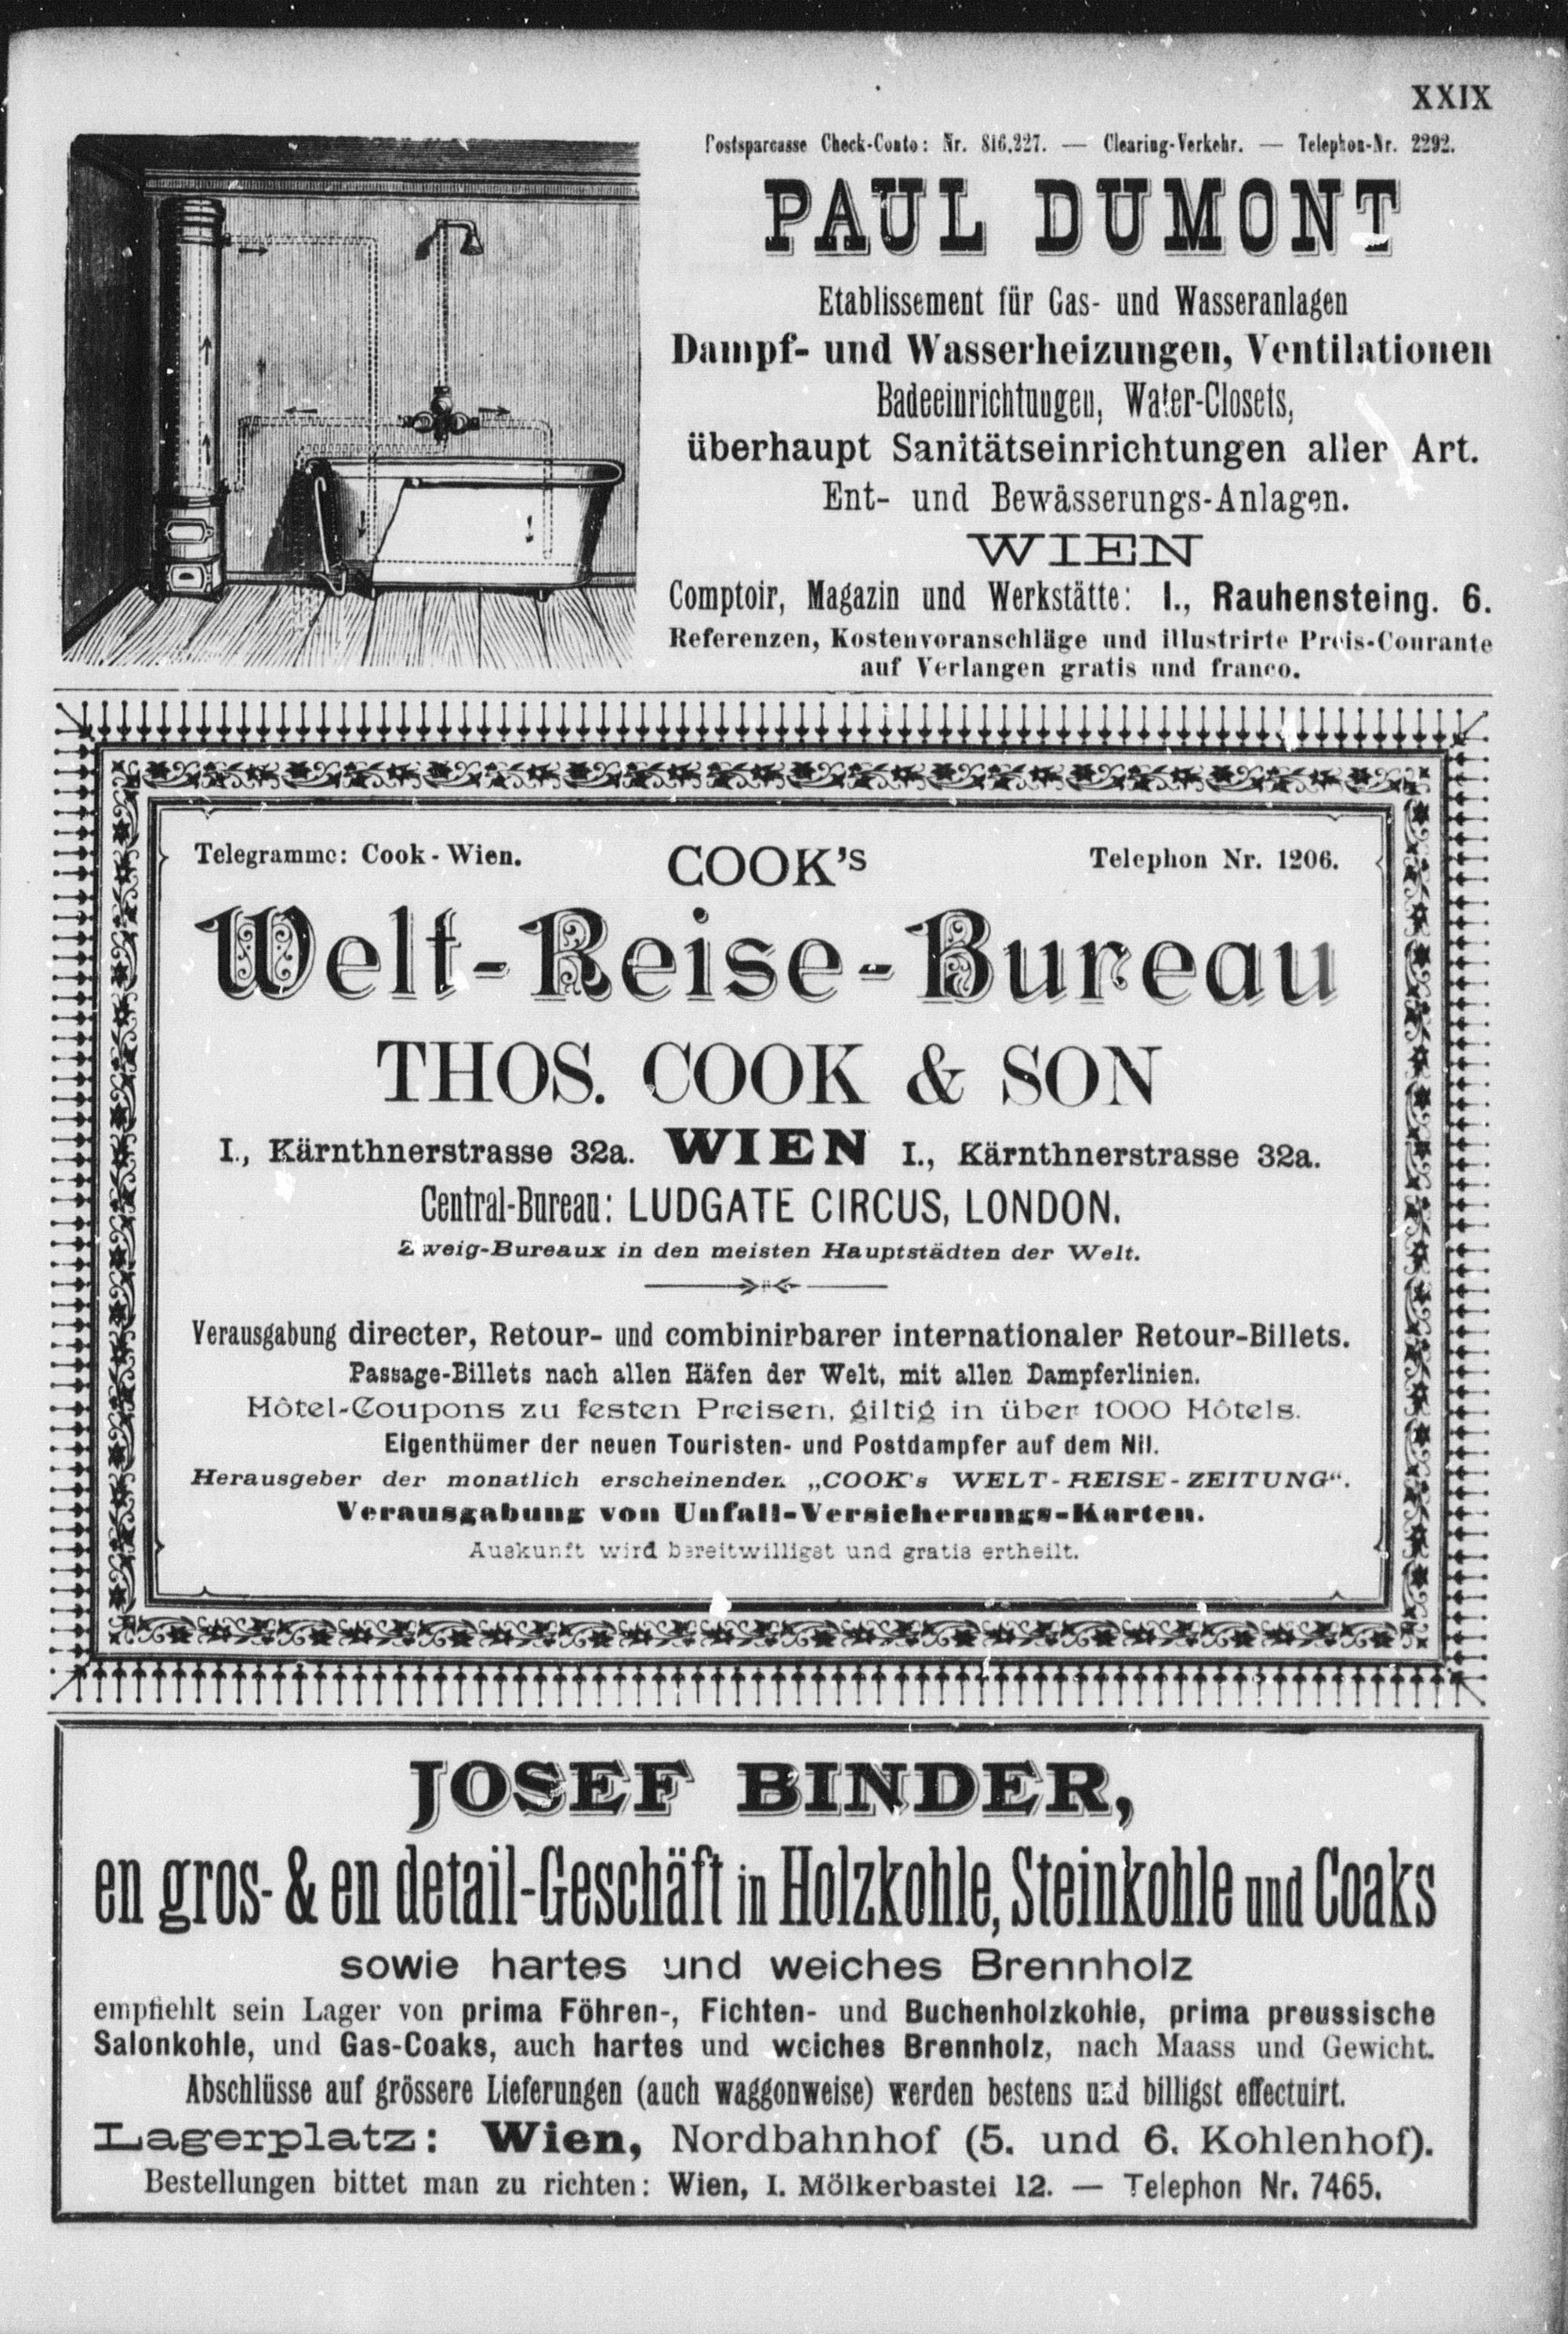 XXIX
Postsparcasse Check-Conto: Nr. 816,227. — Clearing-Verkehr. — Telephon-Nr. 2292.
PAUL DUMONT
Etablissement für Gas- und Wasseranlagen
Dampf- und Wasserheizungen, Ventilationen
Badeeinrichtungen, Water-Closets,
überhaupt Sanitätseinrichtungen aller Art.
Ent- und Bewässerungs-Anlagen.
WIEN
Comptoir, Magazin und Werkstätte: I., Rauhensteing. 6.
Referenzen, Kostenvoranschläge und illustrirte Preis-Courante
auf Verlangen gratis und franco.
Telegramme: Cook-Wien. COOK's Telephon Nr. 1206.
Welt-Reise-Bureau
THOS. COOK & SON
I., Kärnthnerstrasse 32a. WIEN I., Kärnthnerstrasse 32a.
Central-Bureau: LUDGATE CIRCUS, LONDON.
Zweig-Bureaux in den meisten Hauptstädten der Welt.
Verausgabung directer, Retour- und combinirbarer internationaler Retour-Billets.
Passage-Billets nach allen Häfen der Welt, mit allen Dampferlinien.
Hôtel-Coupons zu festen Preisen, giltig in über 1000 Hôtels.
Eigenthümer der neuen Touristen- und Postdampfer auf dem Nil.
Herausgeber der monatlich erscheinenden „COOK's WELT-REISE-ZEITUNG“.
Verausgabung von Unfall-Versicherungs-Karten.
Auskunft wird bereitwilligst und gratis ertheilt.
JOSEF BINDER,
en gros- & en detail-Geschäft in Holzkohle, Steinkohle und Coaks
sowie hartes und weiches Brennholz
empfiehlt sein Lager von prima Föhren-, Fichten- und Buchenholzkohle, prima preussische
Salonkohle, und Gas-Coaks, auch hartes und weiches Brennholz, nach Maass und Gewicht.
Abschlüsse auf grössere Lieferungen (auch waggonweise) werden bestens und billigst effectuirt.
Lagerplatz: Wien, Nordbahnhof (5. und 6. Kohlenhof).
Bestellungen bittet man zu richten: Wien, I. Mölkerbastei 12. — Telephon Nr. 7465.